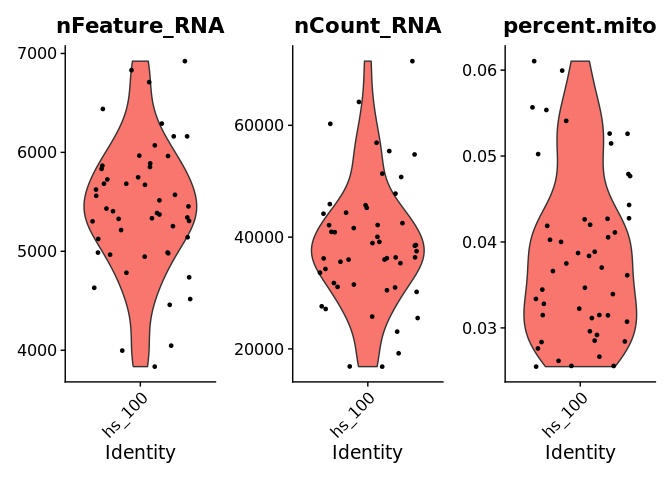 nFeature_RNA
7000
6000
5000
4000
hs_100
Identity
nCount_RNA
60000
40000
20000
hs_100
Identity
percent.mito
0.06
0.05
0.04
0.03
hs_100
Identity